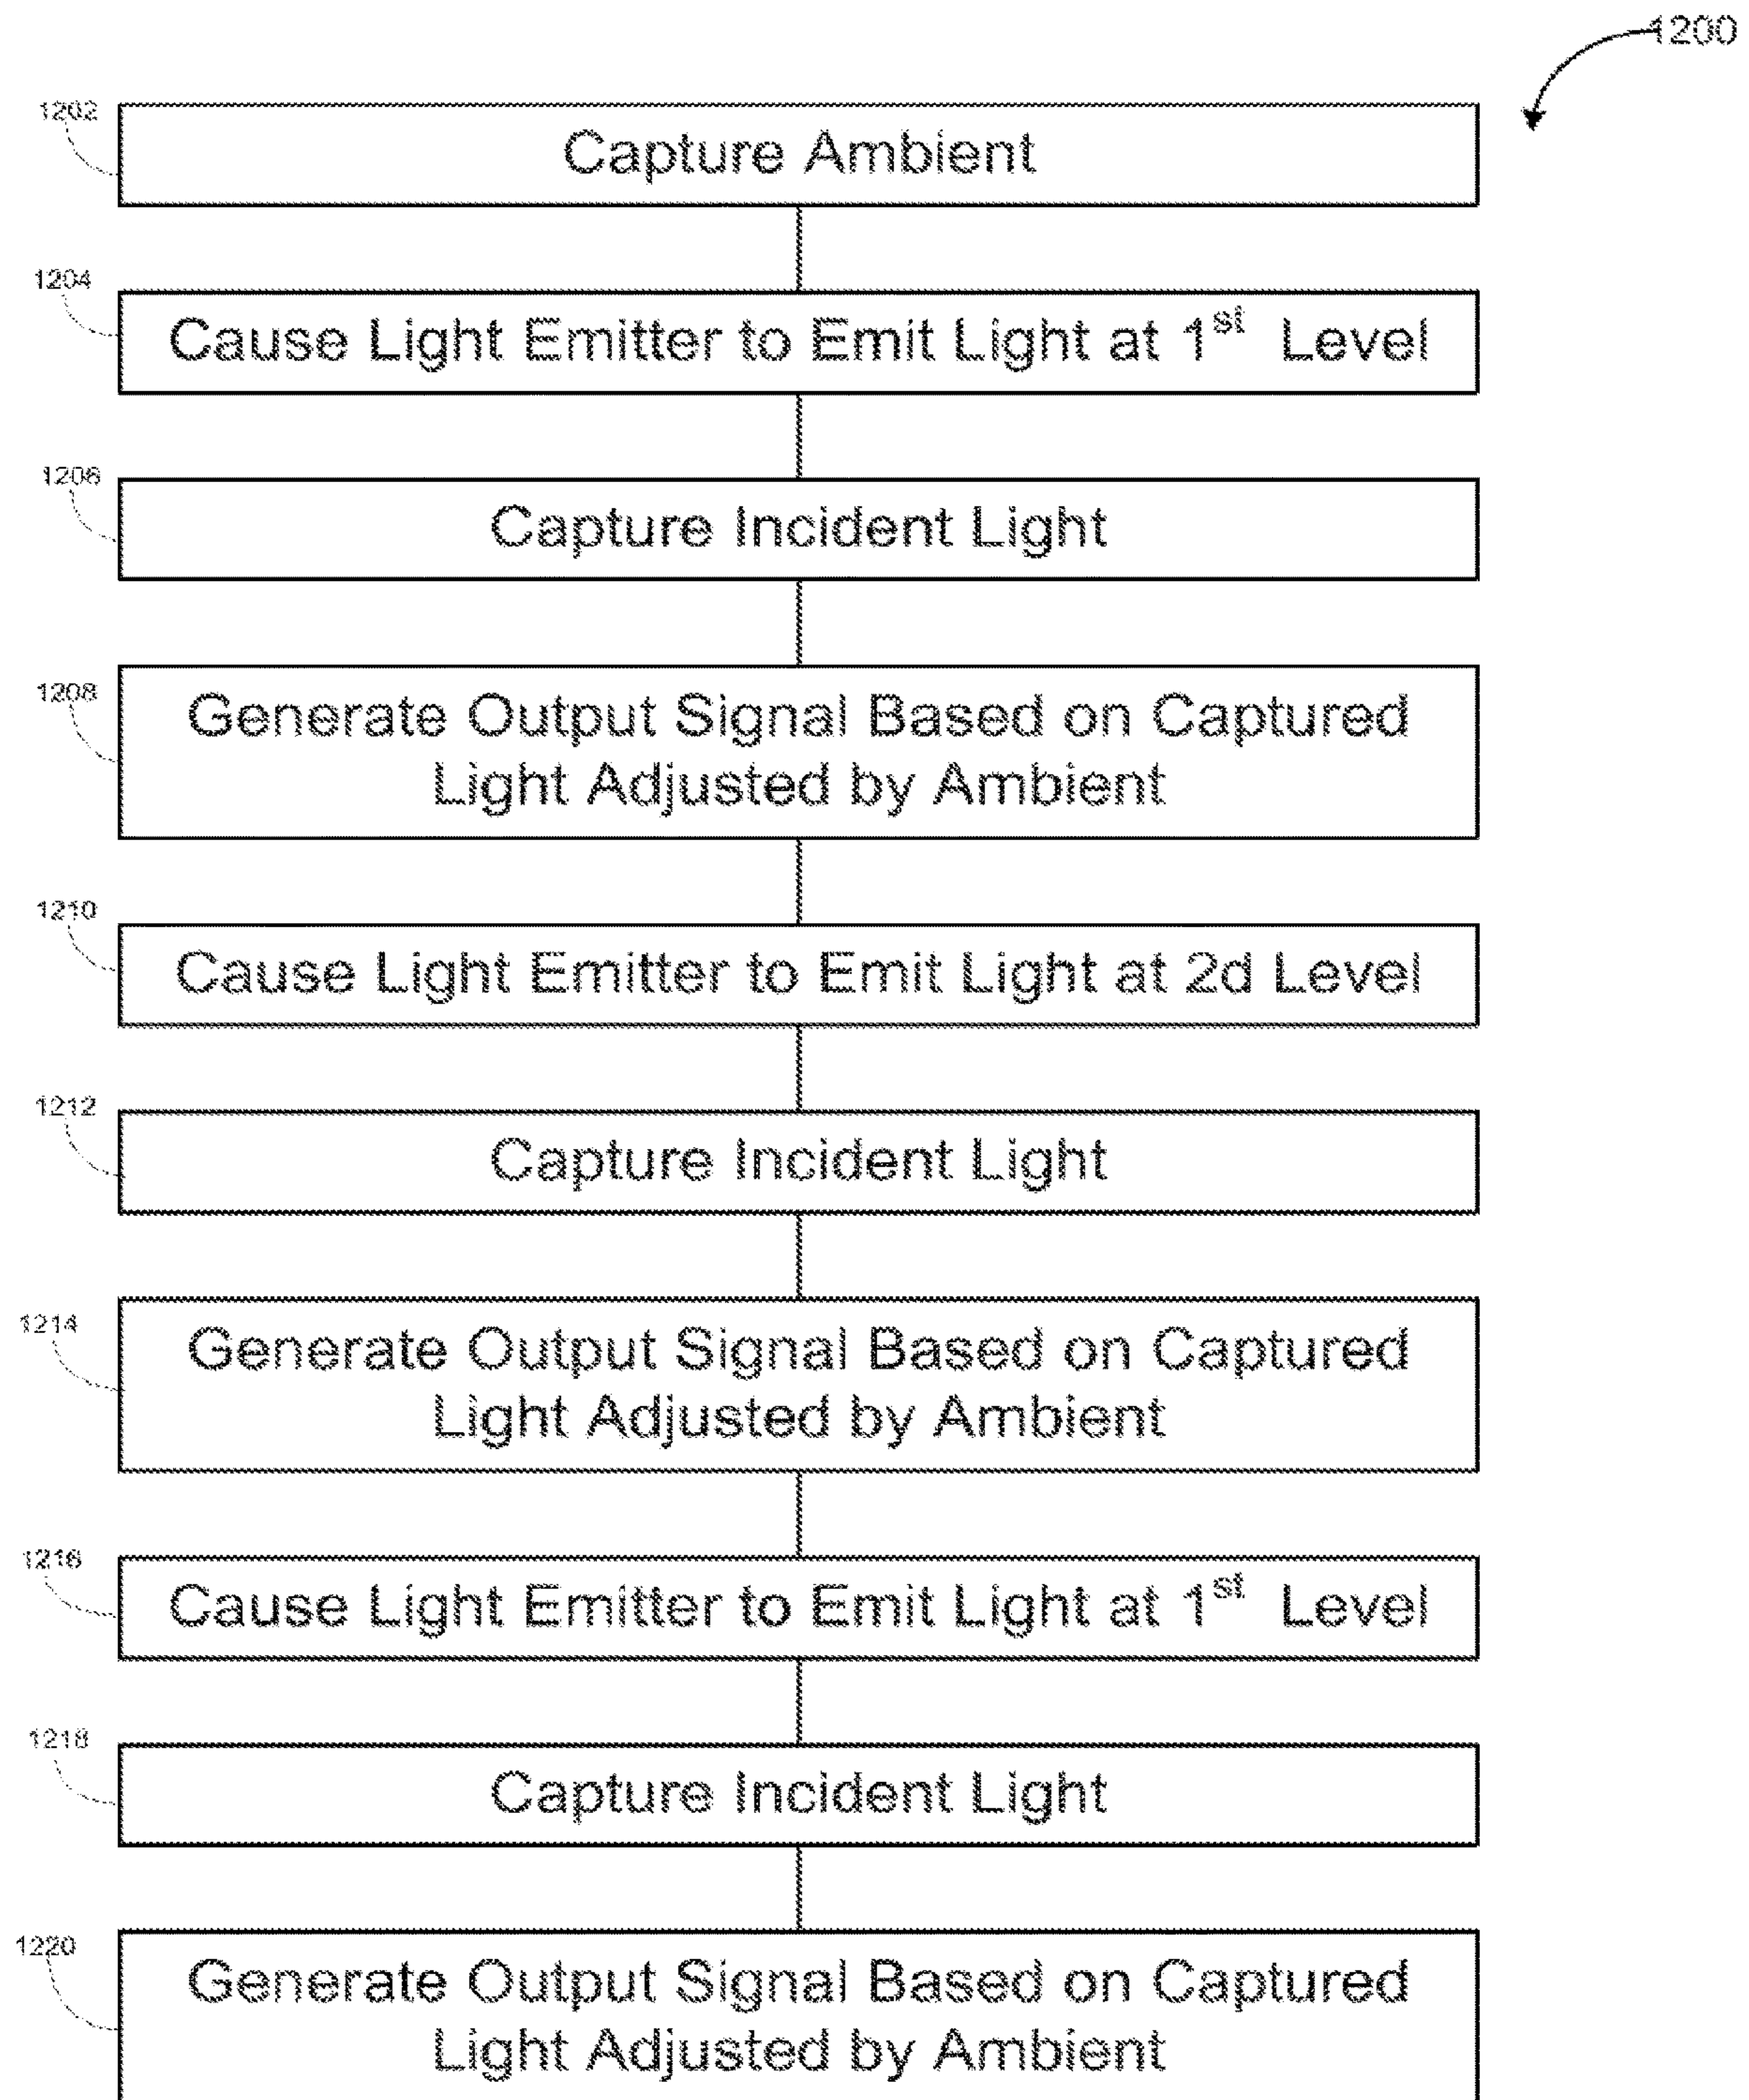 1200
1202
Capture Ambient
1204
Cause Light Emitter to Emit Light at 1st Level
1206
Capture Incident Light
1208
Generate Output Signal Based on Captured
Light Adjusted by Ambient
1210
Cause Light Emitter to Emit Light at 2d Level
1212
Capture Incident Light
1214
Generate Output Signal Based on Captured
Light Adjusted by Ambient
1216
Cause Light Emitter to Emit Light at 1st Level
1218
Capture Incident Light
1220
Generate Output Signal Based on Captured
Light Adjusted by Ambient